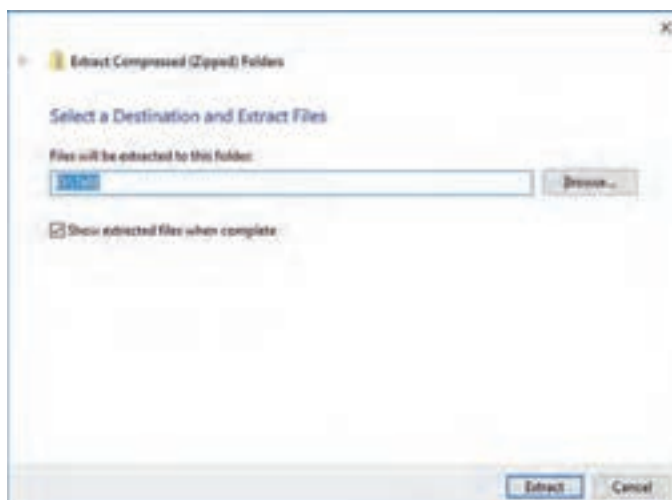 Extract Compressed (Zipped) Folders
Select a Destination and Extract Files
Files will be extracted to this folder:
Browse...
Show extracted files when complete
Extract Cancel